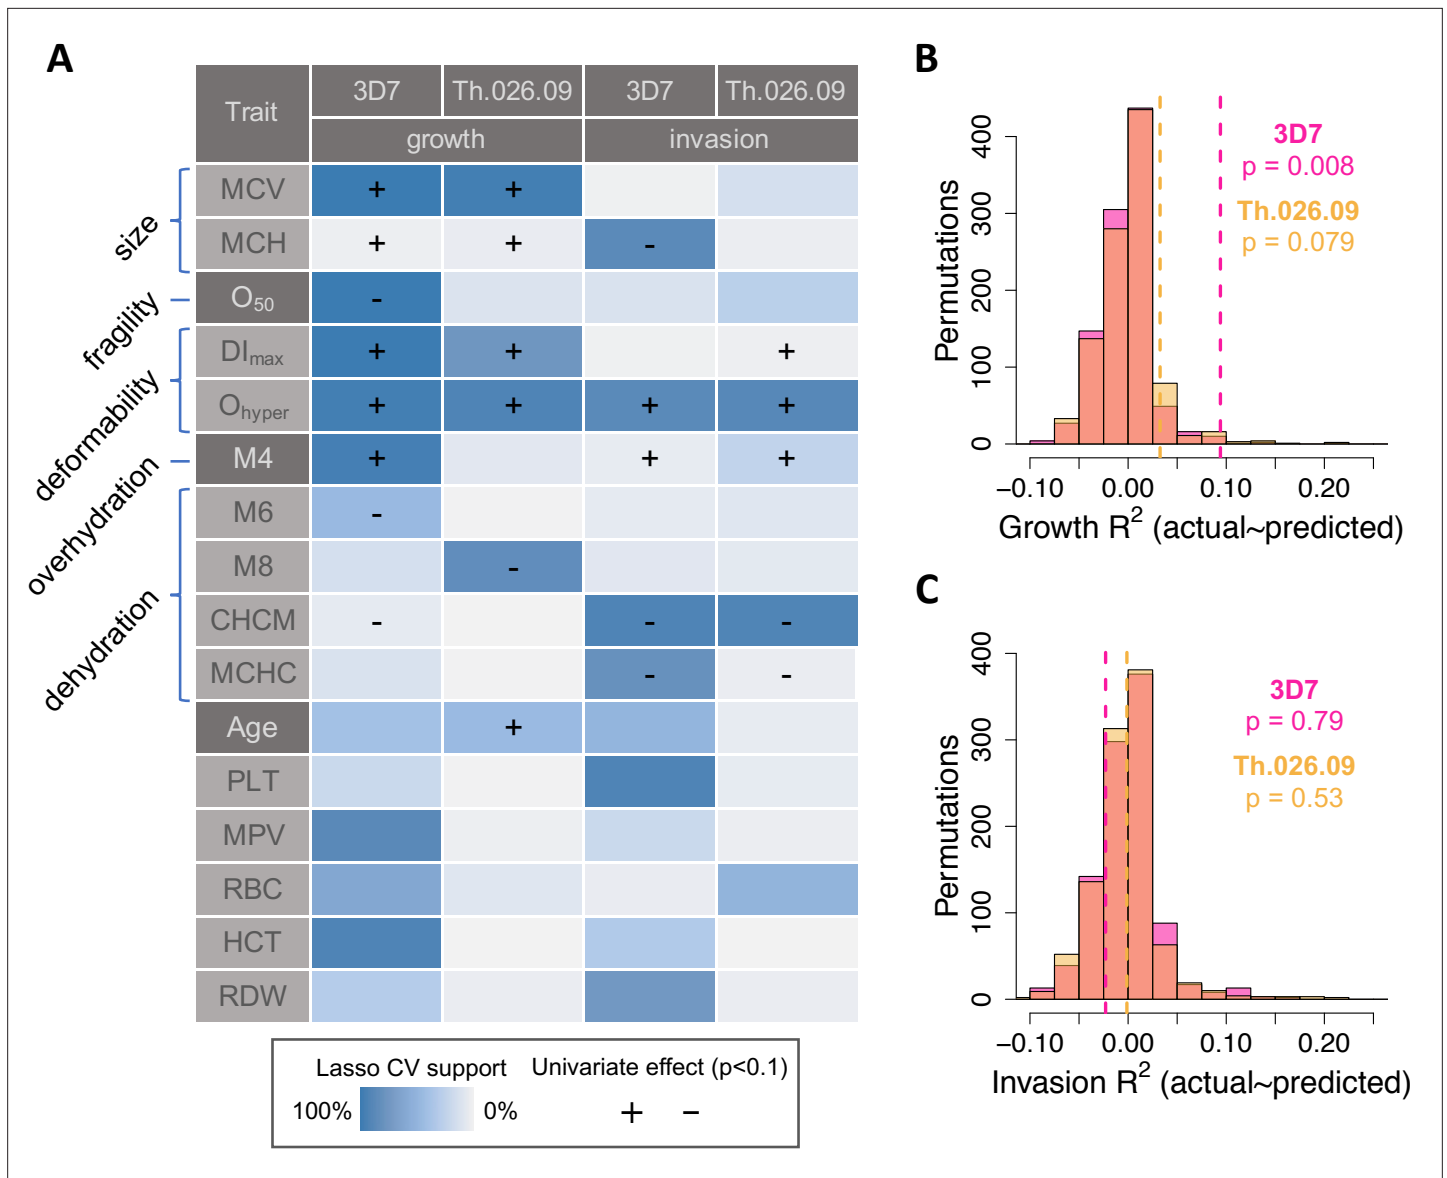 A
Trait
3D7
Th.026.09
3D7
Th.026.09
growth
invasion
size
MCV
+
+
MCH
+
+
-
fragility
O50
-
deformability
DImax
+
+
+
Ohyper
+
+
+
+
overhydration
M4
+
+
+
dehydration
M6
-
M8
-
CHCM
-
-
-
MCHC
-
-
Age
+
PLT
MPV
RBC
HCT
RDW
Lasso CV support
100%
0%
Univariate effect (p<0.1)
+ −
B
Permutations
0
100
200
300
400
3D7
p = 0.008
Th.026.09
p = 0.079
−0.10
0.00
0.10
0.20
Growth R2 (actual~predicted)
C
Permutations
0
100
200
300
400
3D7
p = 0.79
Th.026.09
p = 0.53
−0.10
0.00
0.10
0.20
Invasion R2 (actual~predicted)